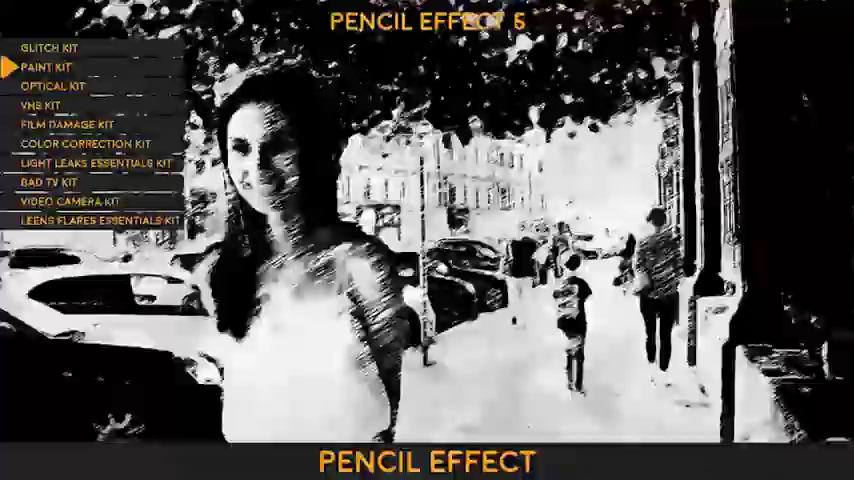 PENCIL EFFECT 5
GLITCH KIT
PAINT KIT
OPTICAL KIT
VHS KIT
FILM DAMAGE KIT
COLOR CORRECTION KIT
LIGHT LEAKS ESSENTIALS KIT
BAD TV KIT
VIDEO CAMERA KIT
LEENS FLARES ESSENTIALS KIT
PENCIL EFFECT